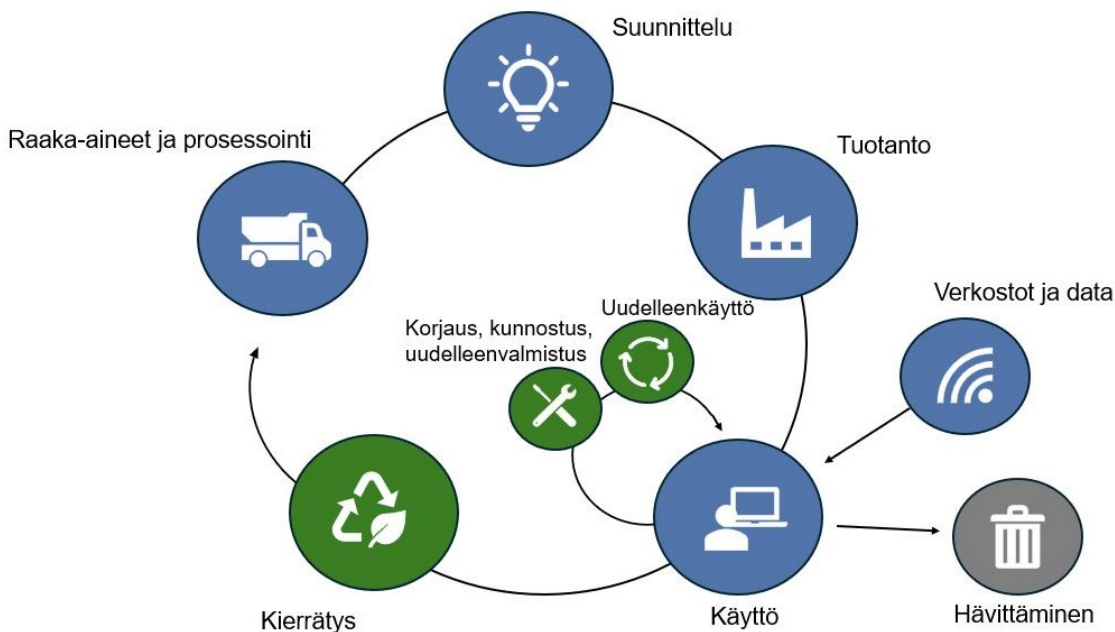 Suunnittelu
Raaka-aineet ja prosessointi
Tuotanto
Verkostot ja data
Uudelleenkäyttö
Korjaus, kunnostus,
uudelleenvalmistus
Kierrätys
Käyttö
Hävittäminen